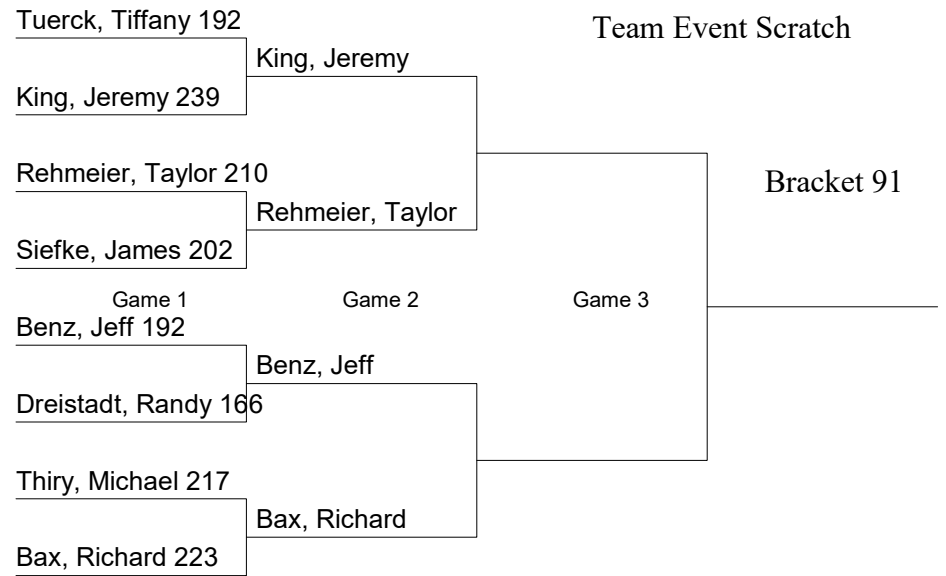 Tuerck, Tiffany 192
Team Event Scratch
King, Jeremy
King, Jeremy 239
Rehmeier, Taylor 210
Bracket 91
Rehmeier, Taylor
Siefke, James 202
Game 1
Game 2
Game 3
Benz, Jeff 192
Benz, Jeff
Dreistadt, Randy 166
Thiry, Michael 217
Bax, Richard
Bax, Richard 223